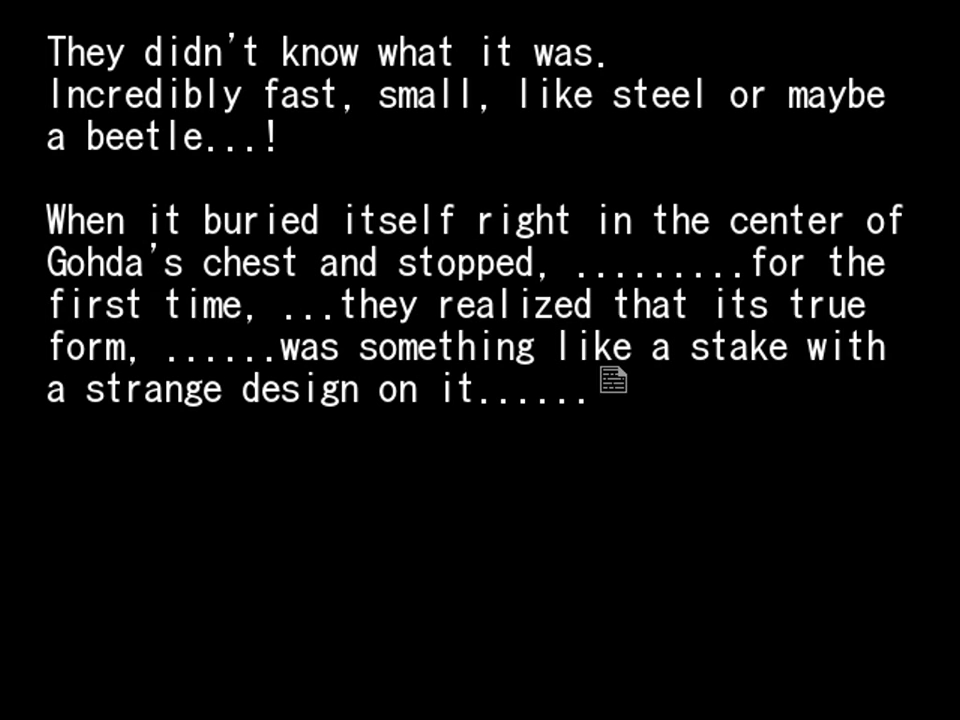 They didn't know what it was.
Incredibly fast, small, like steel or maybe
a beetle...!
When it buried itself right in the center of
Gohda's chest and stopped, .........for the
first time, ...they realized that its true
form, ......was something like a stake with
a strange design on it......